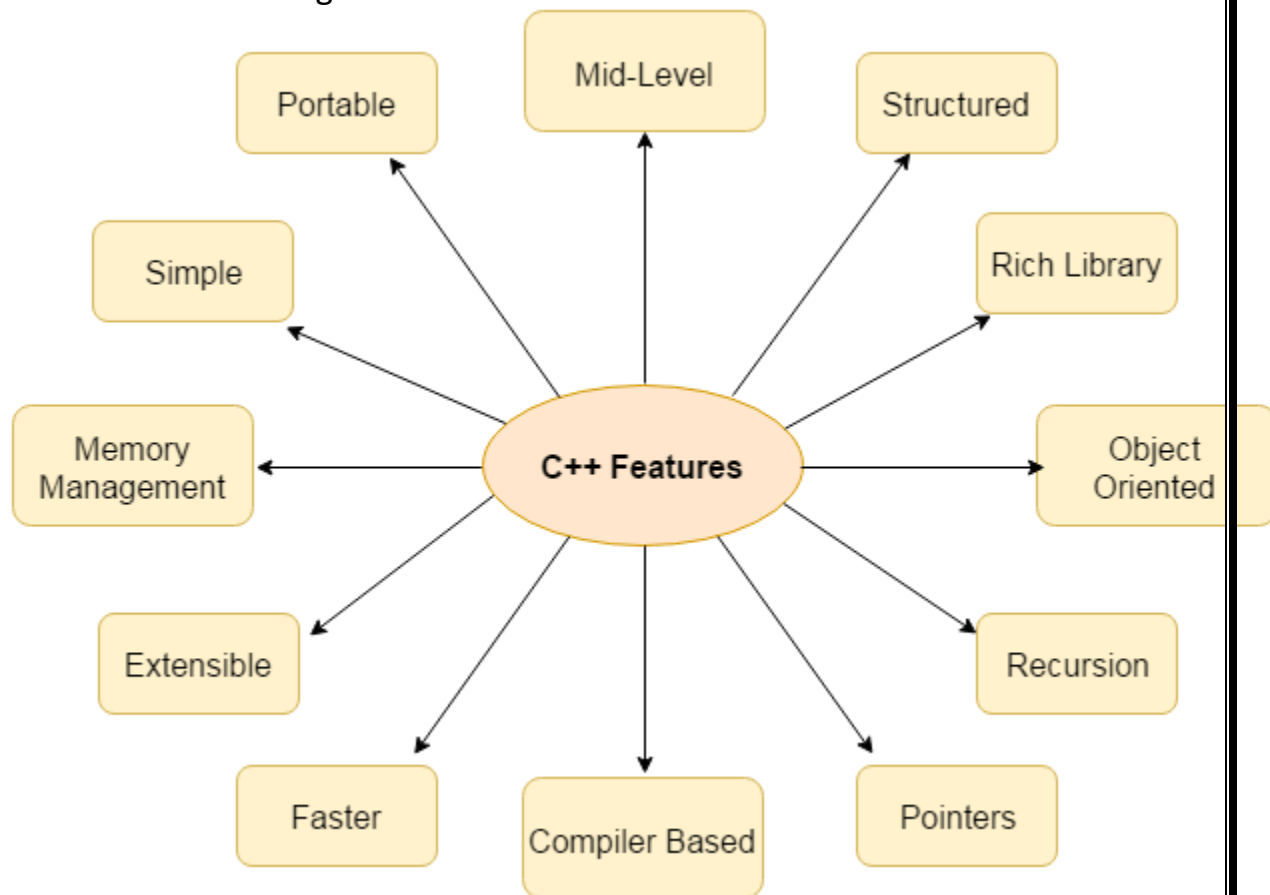 Mid-Level
Portable
Structured
Simple
Rich Library
Memory
Management
C++ Features
Object
Oriented
Extensible
Recursion
Faster
Compiler Based
Pointers